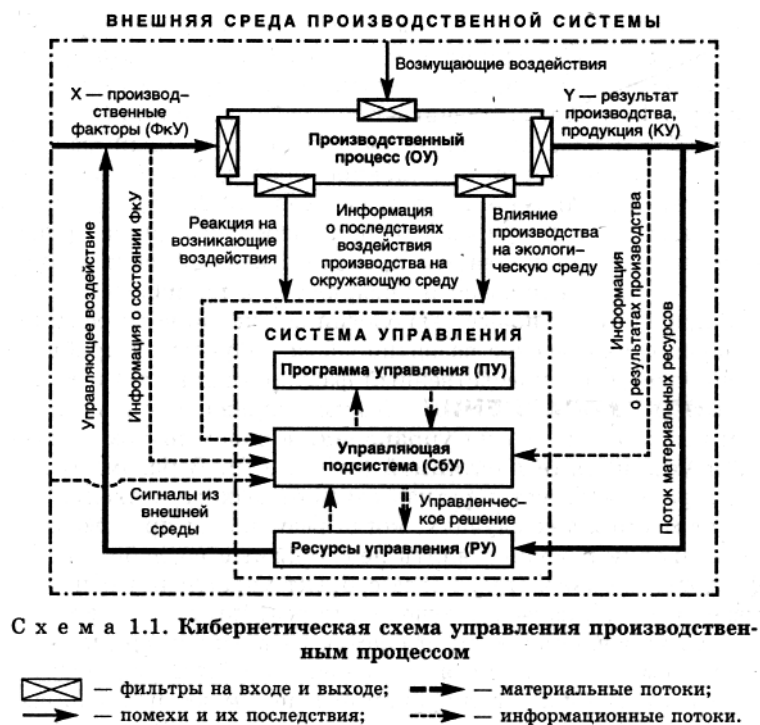 ВНЕШНЯЯ СРЕДА ПРОИЗВОДСТВЕННОЙ СИСТЕМЫ
Возмущающие воздействия
X — производ-
ственные
факторы (ФкУ)
Производственный
процесс (ОУ)
Y — результат
производства,
продукция (КУ)
Реакция на
возникающие
воздействия
Информация
о последствиях
воздействия
производства на
окружающую среду
Влияние
производства
на экологи-
ческую среду
Управляющее воздействие
Информация о состоянии ФкУ
Информация
о результатах производства
Поток материальных ресурсов
СИСТЕМА УПРАВЛЕНИЯ
Программа управления (ПУ)
Управляющая
подсистема (СбУ)
Сигналы из
внешней
среды
Управленчес-
кое решение
Ресурсы управления (РУ)
Схема 1.1. Кибернетическая схема управления производствен-
ным процессом
— фильтры на входе и выходе;
— материальные потоки;
— помехи и их последствия;
— информационные потоки.